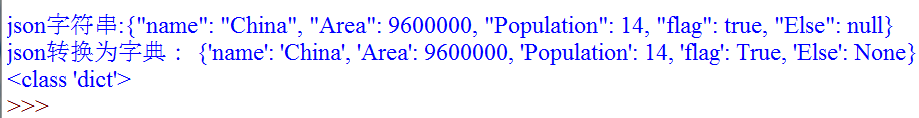 json字符串:{"name": "China", "Area": 9600000, "Population": 14, "flag": true, "Else": null}
json转换为字典： {'name': 'China', 'Area': 9600000, 'Population': 14, 'flag': True, 'Else': None}
<class 'dict'>
>>>